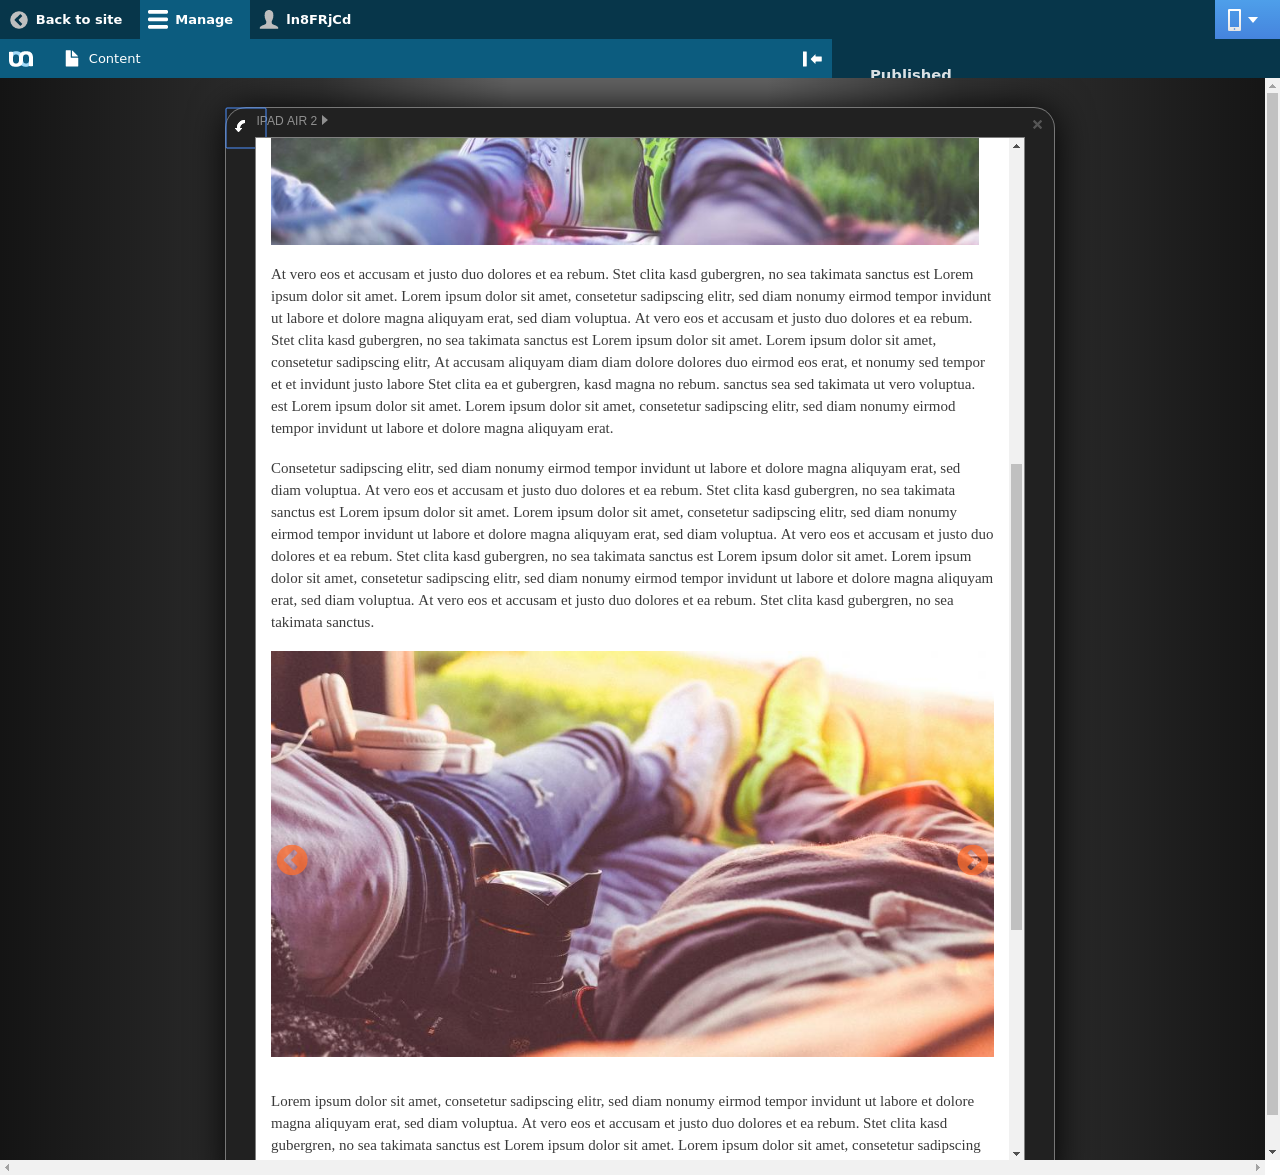 Back to site
Manage
ln8FRjCd
Content
Published
IPAD AIR 2
At vero eos et accusam et justo duo dolores et ea rebum. Stet clita kasd gubergren, no sea takimata sanctus est Lorem
ipsum dolor sit amet. Lorem ipsum dolor sit amet, consetetur sadipscing elitr, sed diam nonumy eirmod tempor invidunt
ut labore et dolore magna aliquyam erat, sed diam voluptua. At vero eos et accusam et justo duo dolores et ea rebum.
Stet clita kasd gubergren, no sea takimata sanctus est Lorem ipsum dolor sit amet. Lorem ipsum dolor sit amet,
consetetur sadipscing elitr, At accusam aliquyam diam diam dolore dolores duo eirmod eos erat, et nonumy sed tempor
et et invidunt justo labore Stet clita ea et gubergren, kasd magna no rebum. sanctus sea sed takimata ut vero voluptua.
est Lorem ipsum dolor sit amet. Lorem ipsum dolor sit amet, consetetur sadipscing elitr, sed diam nonumy eirmod
tempor invidunt ut labore et dolore magna aliquyam erat.
Consetetur sadipscing elitr, sed diam nonumy eirmod tempor invidunt ut labore et dolore magna aliquyam erat, sed
diam voluptua. At vero eos et accusam et justo duo dolores et ea rebum. Stet clita kasd gubergren, no sea takimata
sanctus est Lorem ipsum dolor sit amet. Lorem ipsum dolor sit amet, consetetur sadipscing elitr, sed diam nonumy
eirmod tempor invidunt ut labore et dolore magna aliquyam erat, sed diam voluptua. At vero eos et accusam et justo duo
dolores et ea rebum. Stet clita kasd gubergren, no sea takimata sanctus est Lorem ipsum dolor sit amet. Lorem ipsum
dolor sit amet, consetetur sadipscing elitr, sed diam nonumy eirmod tempor invidunt ut labore et dolore magna aliquyam
erat, sed diam voluptua. At vero eos et accusam et justo duo dolores et ea rebum. Stet clita kasd gubergren, no sea
takimata sanctus.
Lorem ipsum dolor sit amet, consetetur sadipscing elitr, sed diam nonumy eirmod tempor invidunt ut labore et dolore
magna aliquyam erat, sed diam voluptua. At vero eos et accusam et justo duo dolores et ea rebum. Stet clita kasd
gubergren, no sea takimata sanctus est Lorem ipsum dolor sit amet. Lorem ipsum dolor sit amet, consetetur sadipscing